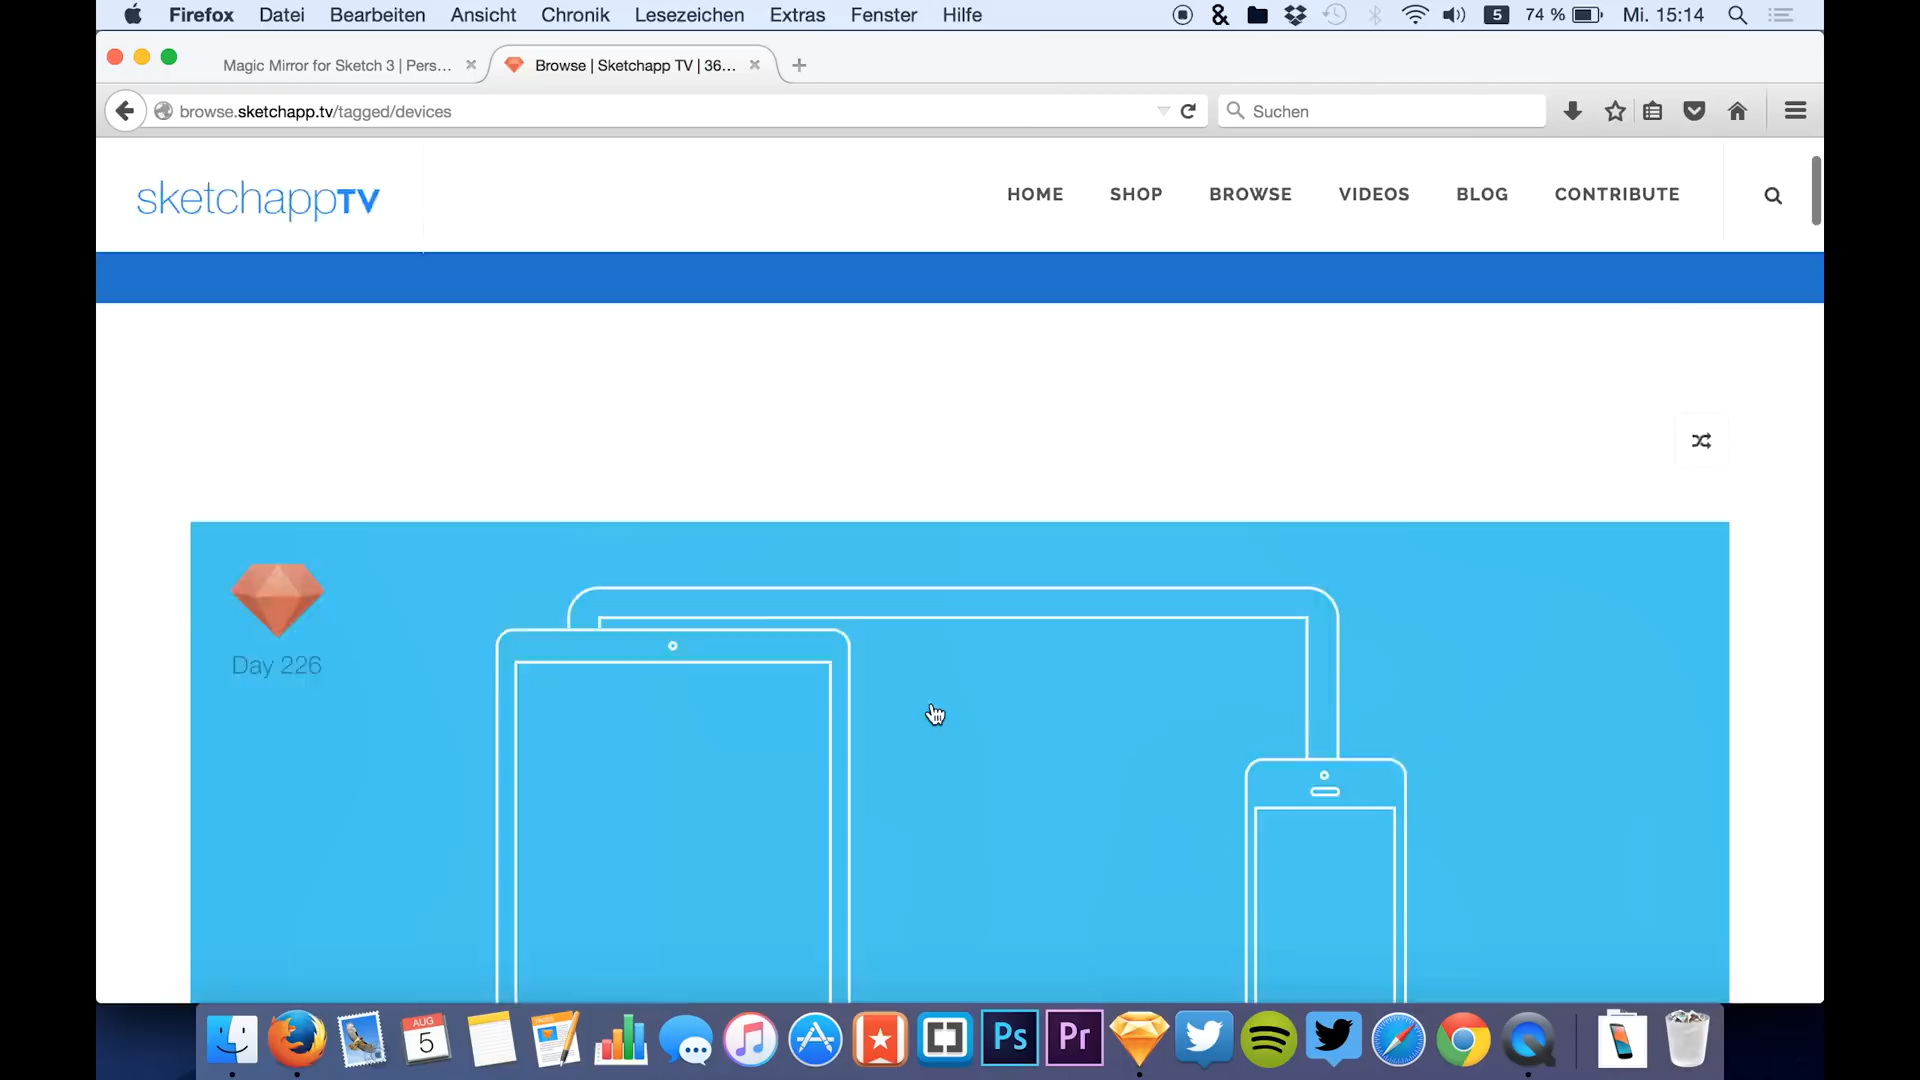 Firefox Datei Bearbeiten Ansicht Chronik Lesezeichen Extras Fenster Hilfe & 5 74 % Mi. 15:14
Magic Mirror for Sketch 3 | Pers... Browse | Sketchapp TV | 36...
browse.sketchapp.tv/tagged/devices Suchen
sketchappTV HOME SHOP BROWSE VIDEOS BLOG CONTRIBUTE
Day 226
AUG
5
Ps
Pr